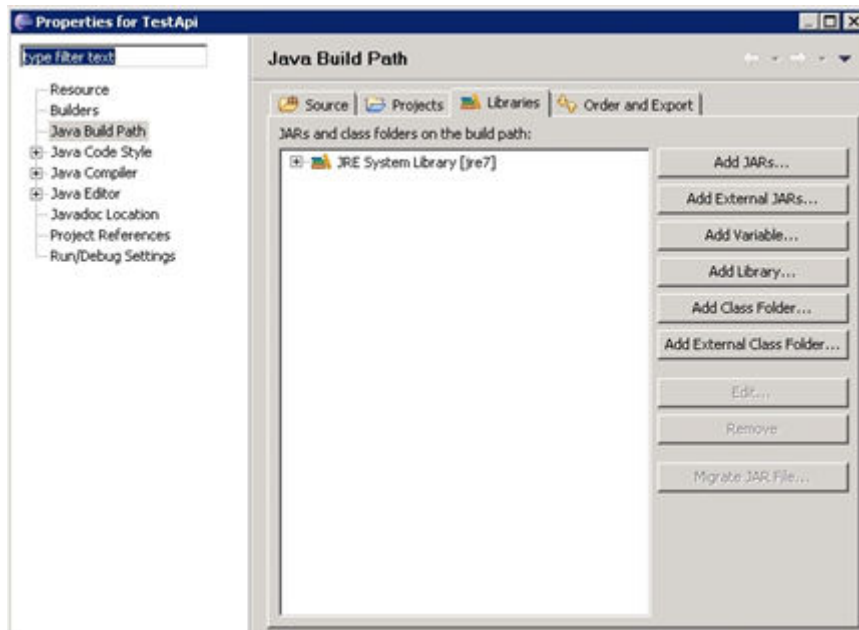 Properties for TestApi
type filter text
Resource
Builders
Java Build Path
Java Code Style
Java Compiler
Java Editor
Javadoc Location
Project References
Run/Debug Settings
Java Build Path
Source Projects Libraries Order and Export
JARs and class folders on the build path:
JRE System Library [jre7]
Add JARs...
Add External JARs...
Add Variable...
Add Library...
Add Class Folder...
Add External Class Folder...
Edit...
Remove
Migrate JAR File...